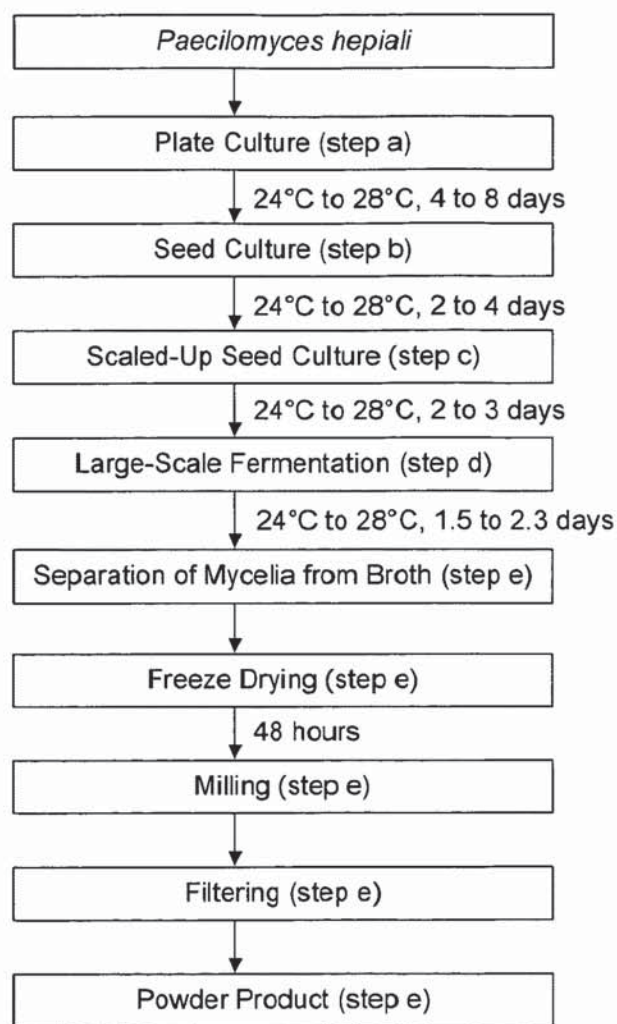 Paecilomyces hepiali
Plate Culture (step a)
24°C to 28°C, 4 to 8 days
Seed Culture (step b)
24°C to 28°C, 2 to 4 days
Scaled-Up Seed Culture (step c)
24°C to 28°C, 2 to 3 days
Large-Scale Fermentation (step d)
24°C to 28°C, 1.5 to 2.3 days
Separation of Mycelia from Broth (step e)
Freeze Drying (step e)
48 hours
Milling (step e)
Filtering (step e)
Powder Product (step e)